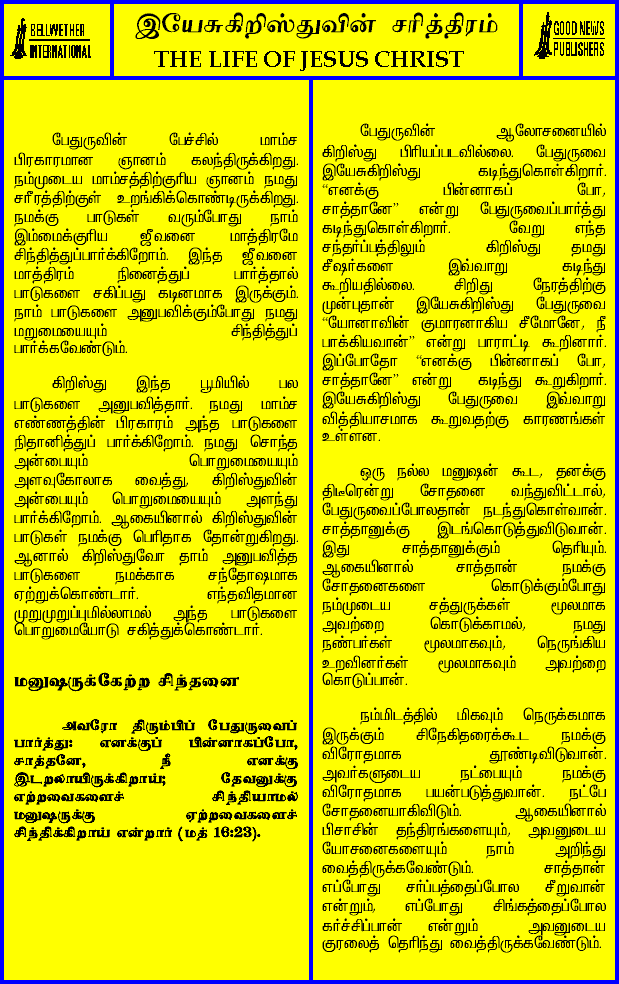 BELLWETHER
INTERNATIONAL
இயேசுகிறிஸ்துவின் சரித்திரம்
THE LIFE OF JESUS CHRIST
GOOD NEWS
PUBLISHERS
பேதுருவின் பேச்சில் மாம்ச
பிரகாரமான ஞானம் கலந்திருக்கிறது.
நம்முடைய மாம்சத்திற்குரிய ஞானம் நமது
சரீரத்திற்குள் உறங்கிக்கொண்டிருக்கிறது.
நமக்கு பாடுகள் வரும்போது நாம்
இம்மைக்குரிய ஜீவனை மாத்திரமே
சிந்தித்துப்பார்க்கிறோம். இந்த ஜீவனை
மாத்திரம் நினைத்துப் பார்த்தால்
பாடுகளை சகிப்பது கடினமாக இருக்கும்.
நாம் பாடுகளை அனுபவிக்கும்போது நமது
மறுமையையும் சிந்தித்துப்
பார்க்கவேண்டும்.
கிறிஸ்து இந்த பூமியில் பல
பாடுகளை அனுபவித்தார். நமது மாம்ச
எண்ணத்தின் பிரகாரம் அந்த பாடுகளை
நிதானித்துப் பார்க்கிறோம். நமது சொந்த
அன்பையும் பொறுமையையும்
அளவுகோலாக வைத்து, கிறிஸ்துவின்
அன்பையும் பொறுமையையும் அளந்து
பார்க்கிறோம். ஆகையினால் கிறிஸ்துவின்
பாடுகள் நமக்கு பெரிதாக தோன்றுகிறது.
ஆனால் கிறிஸ்துவோ தாம் அனுபவித்த
பாடுகளை நமக்காக சந்தோஷமாக
ஏற்றுக்கொண்டார். எந்தவிதமான
முறுமுறுப்புமில்லாமல் அந்த பாடுகளை
பொறுமையோடு சகித்துக்கொண்டார்.
மனுஷருக்கேற்ற சிந்தனை
அவரோ திரும்பிப் பேதுருவைப்
பார்த்து: எனக்குப் பின்னாகப்போ,
சாத்தானே, நீ எனக்கு
இடறலாயிருக்கிறாய்; தேவனுக்கு
ஏற்றவைகளைச் சிந்தியாமல்
மனுஷருக்கு ஏற்றவைகளைச்
சிந்திக்கிறாய் என்றார் (மத் 16:23).
பேதுருவின் ஆலோசனையில்
கிறிஸ்து பிரியப்படவில்லை. பேதுருவை
இயேசுகிறிஸ்து கடிந்துகொள்கிறார்.
“எனக்கு பின்னாகப் போ,
சாத்தானே” என்று பேதுருவைப்பார்த்து
கடிந்துகொள்கிறார். வேறு எந்த
சந்தர்ப்பத்திலும் கிறிஸ்து தமது
சீஷர்களை இவ்வாறு கடிந்து
கூறியதில்லை. சிறிது நேரத்திற்கு
முன்புதான் இயேசுகிறிஸ்து பேதுருவை
“யோனாவின் குமாரனாகிய சீமோனே, நீ
பாக்கியவான்” என்று பாராட்டி கூறினார்.
இப்போதோ “எனக்கு பின்னாகப் போ,
சாத்தானே” என்று கடிந்து கூறுகிறார்.
இயேசுகிறிஸ்து பேதுருவை இவ்வாறு
வித்தியாசமாக கூறுவதற்கு காரணங்கள்
உள்ளன.
ஒரு நல்ல மனுஷன் கூட, தனக்கு
திடீரென்று சோதனை வந்துவிட்டால்,
பேதுருவைப்போலதான் நடந்துகொள்வான்.
சாத்தானுக்கு இடங்கொடுத்துவிடுவான்.
இது சாத்தானுக்கும் தெரியும்.
ஆகையினால் சாத்தான் நமக்கு
சோதனைகளை கொடுக்கும்போது
நம்முடைய சத்துருக்கள் மூலமாக
அவற்றை கொடுக்காமல், நமது
நண்பர்கள் மூலமாகவும், நெருங்கிய
உறவினர்கள் மூலமாகவும் அவற்றை
கொடுப்பான்.
நம்மிடத்தில் மிகவும் நெருக்கமாக
இருக்கும் சிநேகிதரைக்கூட நமக்கு
விரோதமாக தூண்டிவிடுவான்.
அவர்களுடைய நட்பையும் நமக்கு
விரோதமாக பயன்படுத்துவான். நட்பே
சோதனையாகிவிடும். ஆகையினால்
பிசாசின் தந்திரங்களையும், அவனுடைய
யோசனைகளையும் நாம் அறிந்து
வைத்திருக்கவேண்டும். சாத்தான்
எப்போது சர்ப்பத்தைப்போல சீறுவான்
என்றும், எப்போது சிங்கத்தைப்போல
கர்ச்சிப்பான் என்றும் அவனுடைய
குரலைத் தெரிந்து வைத்திருக்கவேண்டும்.